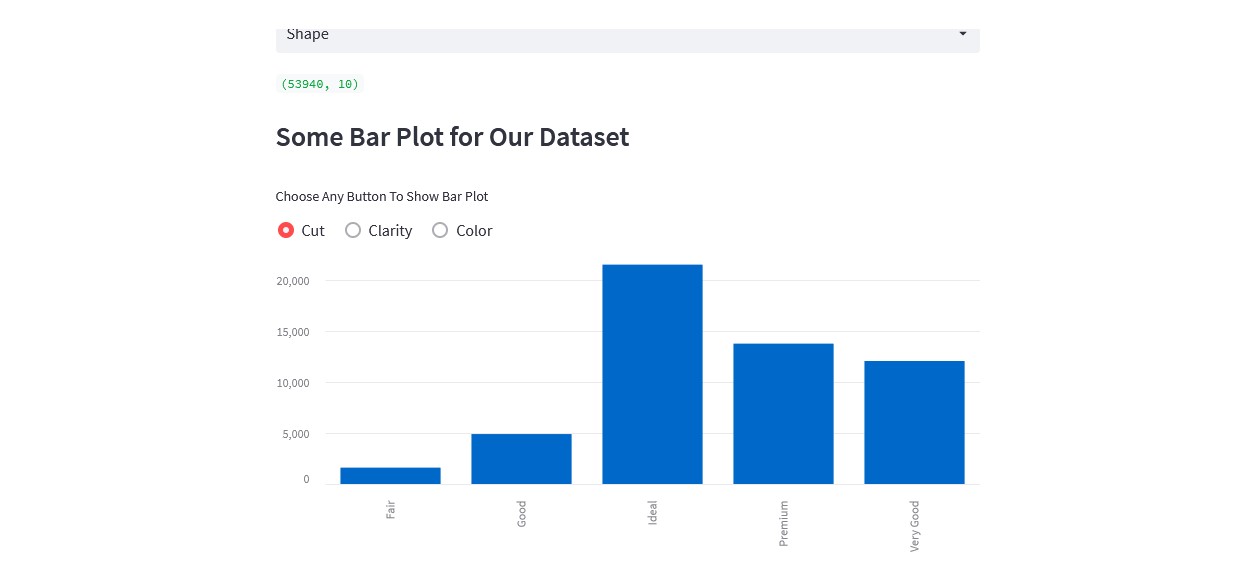 Shape
(53940, 10)
Some Bar Plot for Our Dataset
Choose Any Button To Show Bar Plot
Cut Clarity Color
20,000
15,000
10,000
5,000
0
Fair Good Ideal Premium Very Good